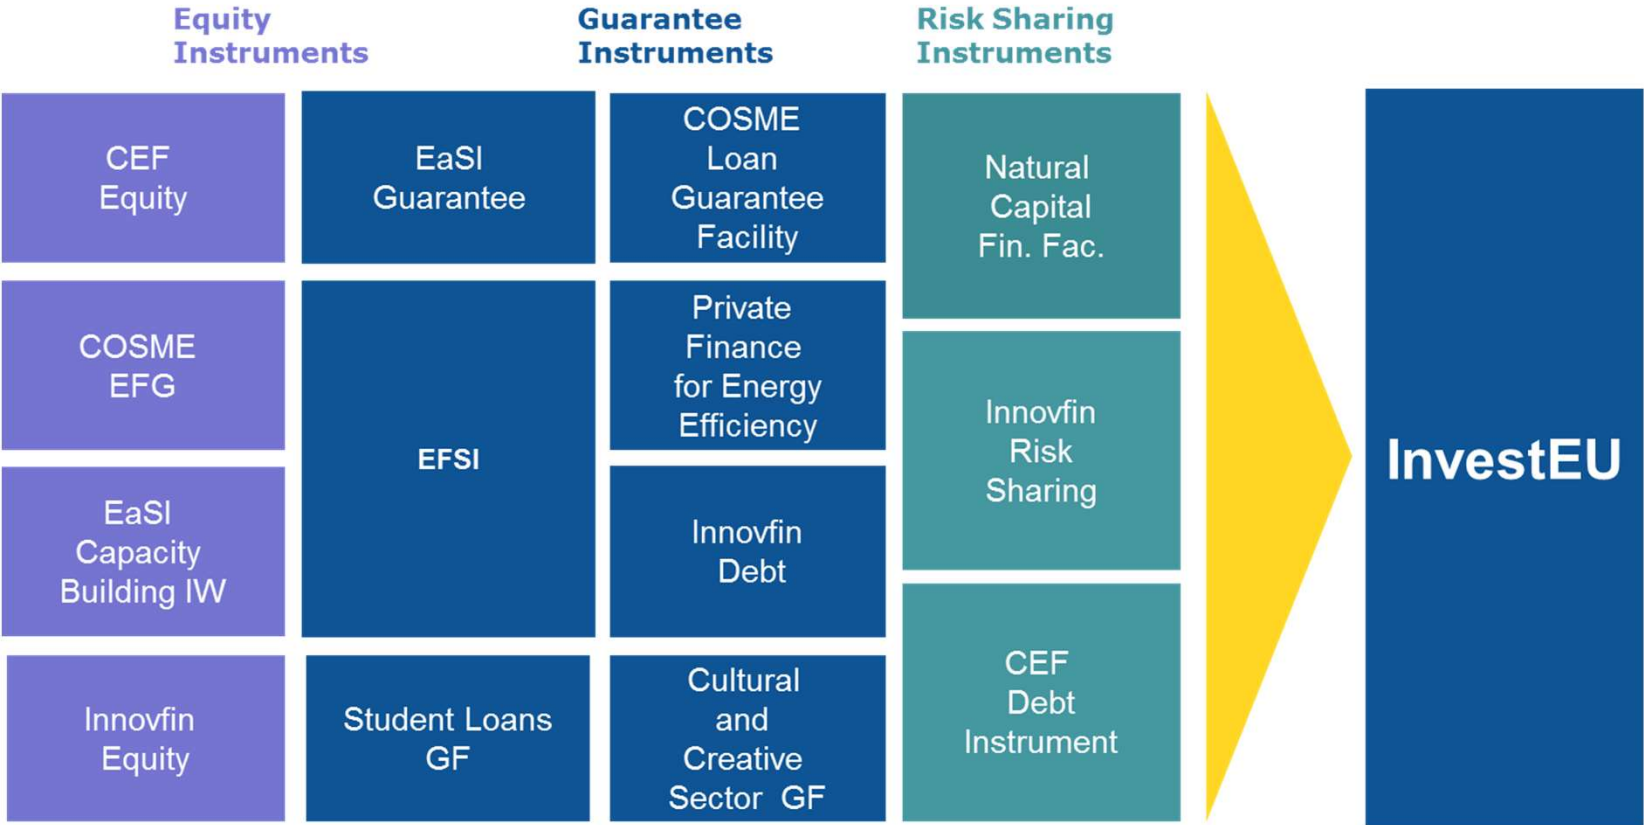 Equity
Instruments
Guarantee
Instruments
Risk Sharing
Instruments
CEF
Equity
COSME
EFG
EaSI
Capacity
Building IW
Innovfin
Equity
EaSI
Guarantee
EFSI
Student Loans
GF
COSME
Loan
Guarantee
Facility
Private
Finance
for Energy
Efficiency
Innovfin
Debt
Cultural
and
Creative
Sector GF
Natural
Capital
Fin. Fac.
Innovfin
Risk
Sharing
CEF
Debt
Instrument
InvestEU